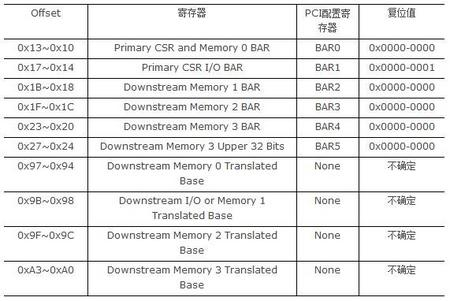 Offset 寄存器 PCI配置寄存器 复位值
0x13~0x10 Primary CSR and Memory 0 BAR BAR0 0x0000-0000
0x17~0x14 Primary CSR I/O BAR BAR1 0x0000-0001
0x1B~0x18 Downstream Memory 1 BAR BAR2 0x0000-0000
0x1F~0x1C Downstream Memory 2 BAR BAR3 0x0000-0000
0x23~0x20 Downstream Memory 3 BAR BAR4 0x0000-0000
0x27~0x24 Downstream Memory 3 Upper 32 Bits BAR5 0x0000-0000
0x97~0x94 Downstream Memory 0 Translated Base None 不确定
0x9B~0x98 Downstream I/O or Memory 1 Translated Base None 不确定
0x9F~0x9C Downstream Memory 2 Translated Base None 不确定
0xA3~0xA0 Downstream Memory 3 Translated Base None 不确定